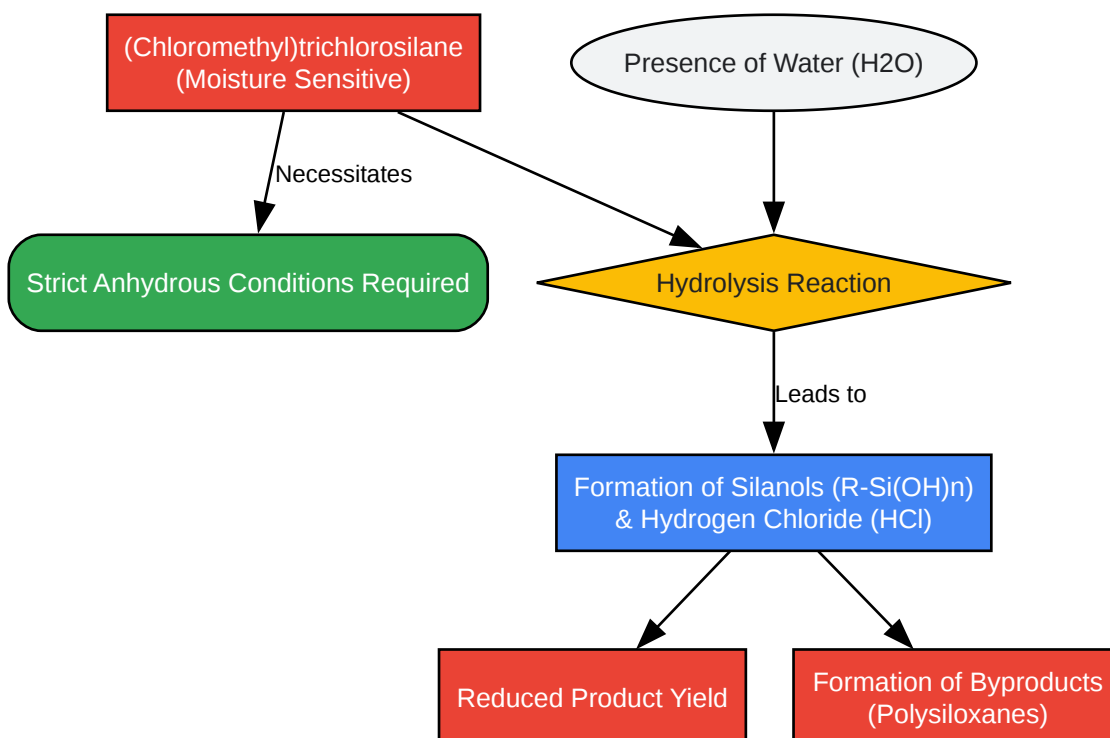 (Chloromethyl)trichlorosilane
(Moisture Sensitive)
Presence of Water (H2O)
Necessitates
Strict Anhydrous Conditions Required
Hydrolysis Reaction
Leads to
Formation of Silanols (R-Si(OH)n)
& Hydrogen Chloride (HCl)
Reduced Product Yield
Formation of Byproducts
(Polysiloxanes)